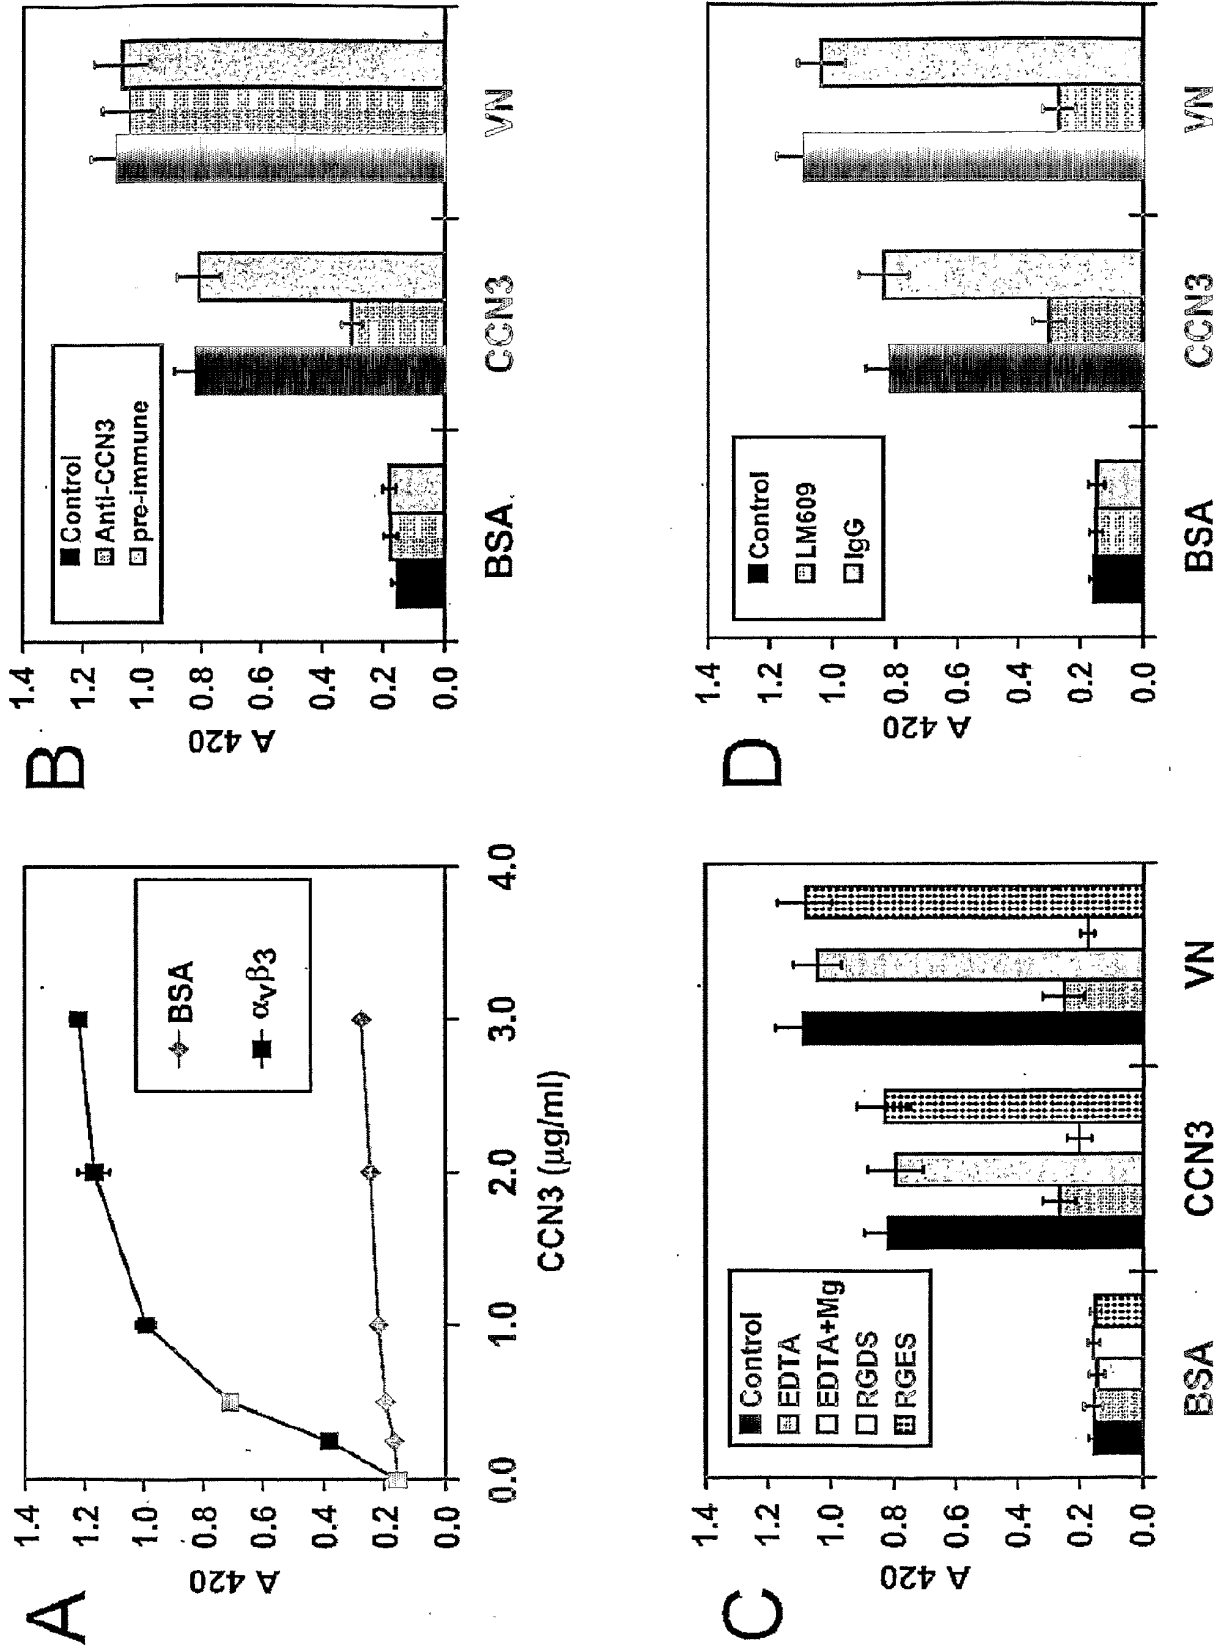 A
1.4
1.2
1.0
0.8
0.6
0.4
0.2
0.0
A 420
BSA
αvβ3
0.0 1.0 2.0 3.0 4.0
CCN3 (μg/ml)
B
1.4
1.2
1.0
0.8
0.6
0.4
0.2
0.0
A 420
Control
Anti-CCN3
pre-immune
BSA CCN3 VN
C
1.4
1.2
1.0
0.8
0.6
0.4
0.2
0.0
A 420
Control
EDTA
EDTA+Mg
RGDS
RGES
BSA CCN3 VN
D
1.4
1.2
1.0
0.8
0.6
0.4
0.2
0.0
A 420
Control
LM609
IgG
BSA CCN3 VN